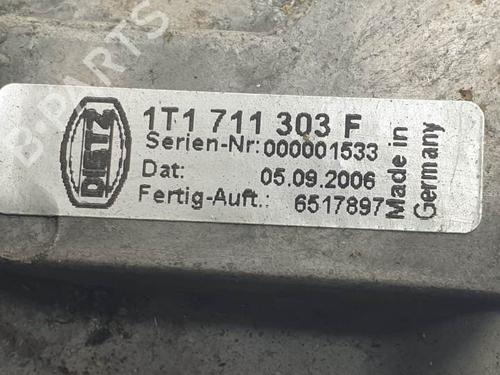 B-PARTS
DIETZ
1T1 711 303 F
Serien-Nr: 000001533
Dat: 05.09.2006
Fertig-Auft.: 6517897
Made in
Germany